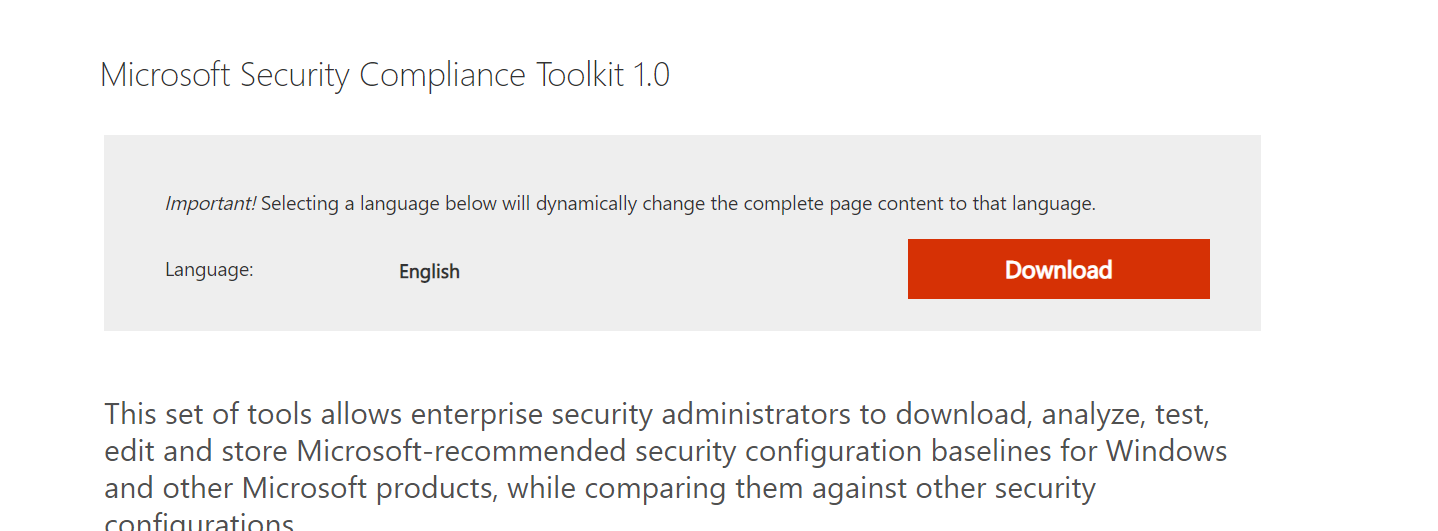 Microsoft Security Compliance Toolkit 1.0
Important! Selecting a language below will dynamically change the complete page content to that language.
Language:
English
Download
This set of tools allows enterprise security administrators to download, analyze, test,
edit and store Microsoft-recommended security configuration baselines for Windows
and other Microsoft products, while comparing them against other security
configurations